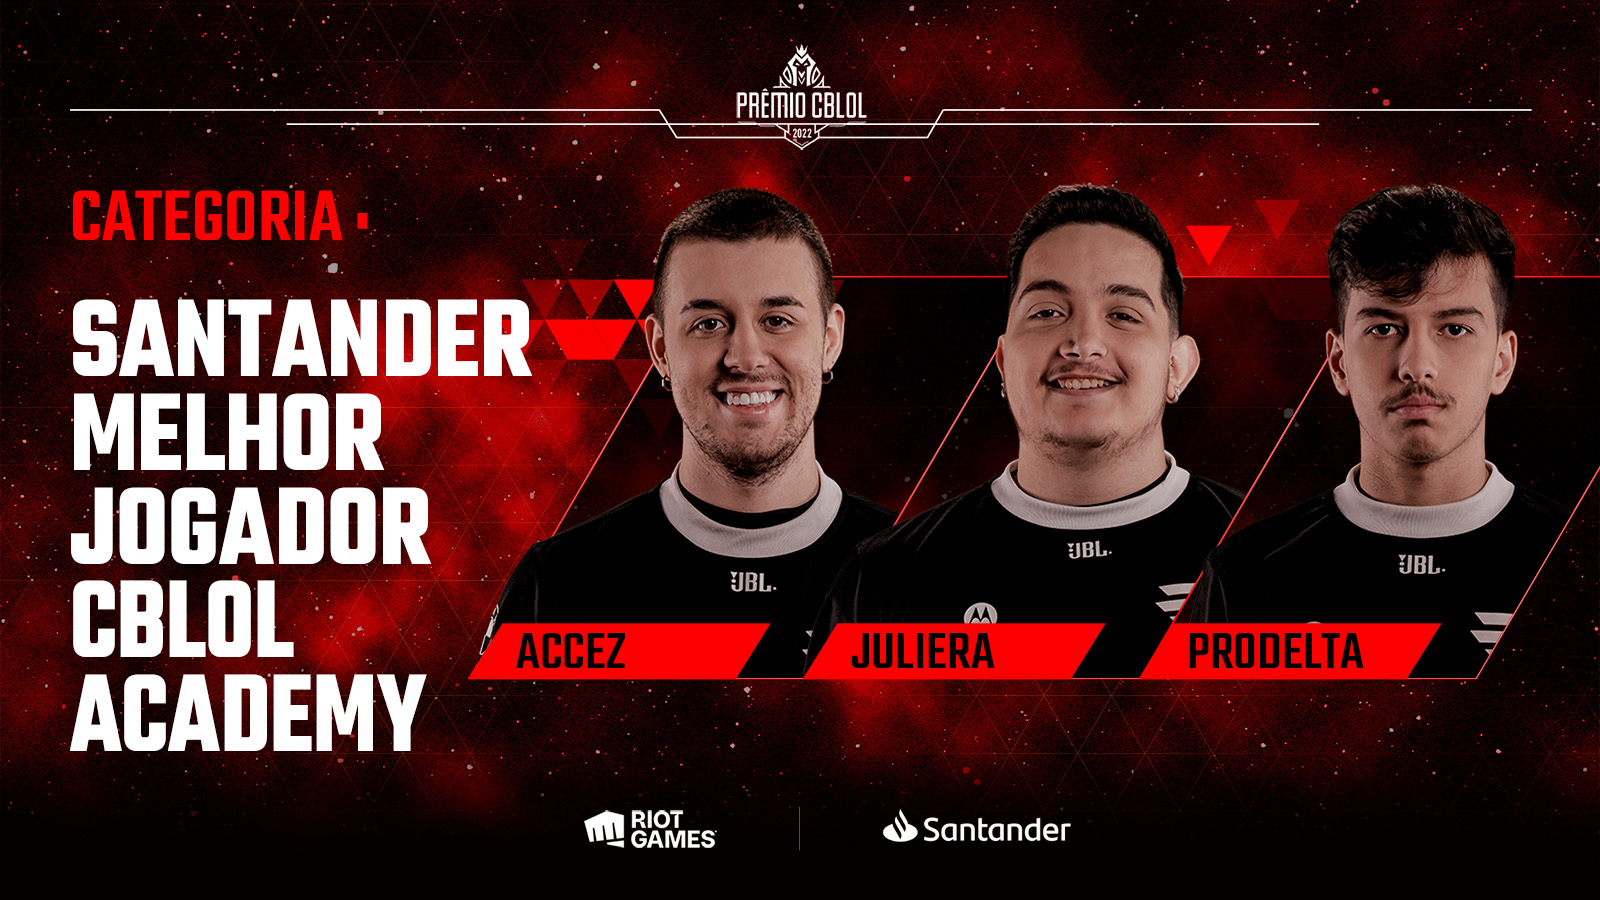 PRÊMIO CBLOL
2022
CATEGORIA
SANTANDER
MELHOR
JOGADOR
CBLOL
ACADEMY
JBL
JBL
JBL
ACCEZ
JULIERA
PRODELTA
RIOT
GAMES
Santander